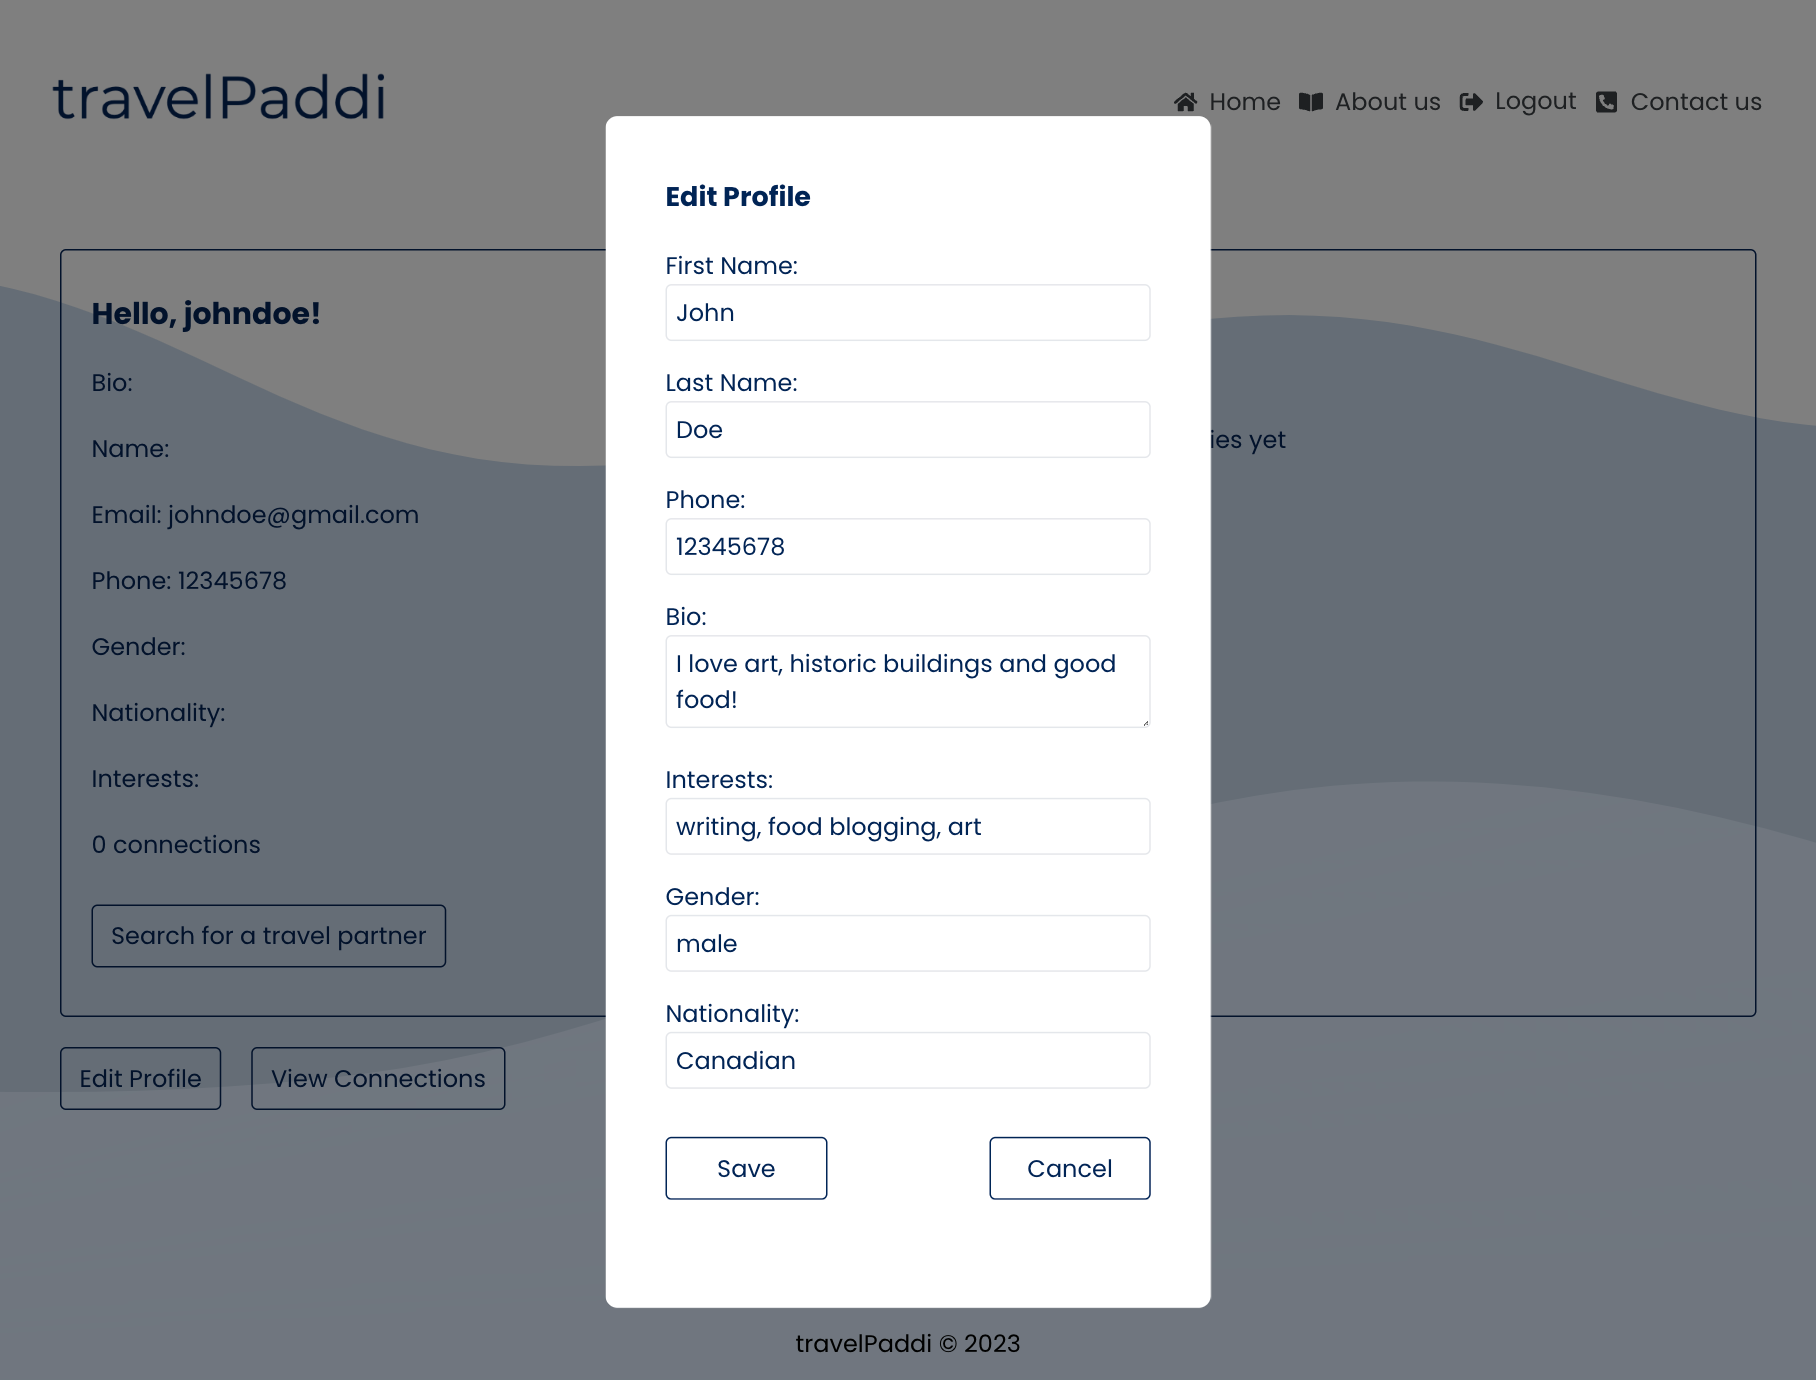 travelPaddi
Home About us Logout Contact us
Hello, johndoe!
Bio:
Name:
Email: johndoe@gmail.com
Phone: 12345678
Gender:
Nationality:
Interests:
0 connections
Search for a travel partner
Edit Profile View Connections
yet
Edit Profile
First Name:
John
Last Name:
Doe
Phone:
12345678
Bio:
I love art, historic buildings and good
food!
Interests:
writing, food blogging, art
Gender:
male
Nationality:
Canadian
Save Cancel
travelPaddi © 2023